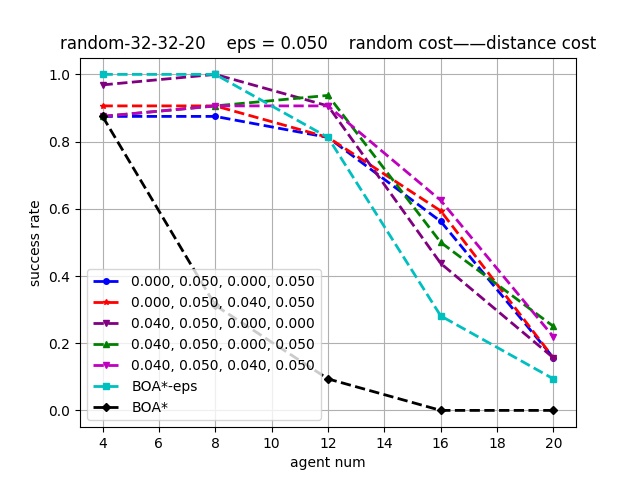 random-32-32-20    eps = 0.050    random cost——distance cost
1.0
0.8
0.6
0.4
0.2
0.0
success rate
0.000, 0.050, 0.000, 0.050
0.000, 0.050, 0.040, 0.050
0.040, 0.050, 0.000, 0.000
0.040, 0.050, 0.000, 0.050
0.040, 0.050, 0.040, 0.050
BOA*-eps
BOA*
4 6 8 10 12 14 16 18 20
agent num